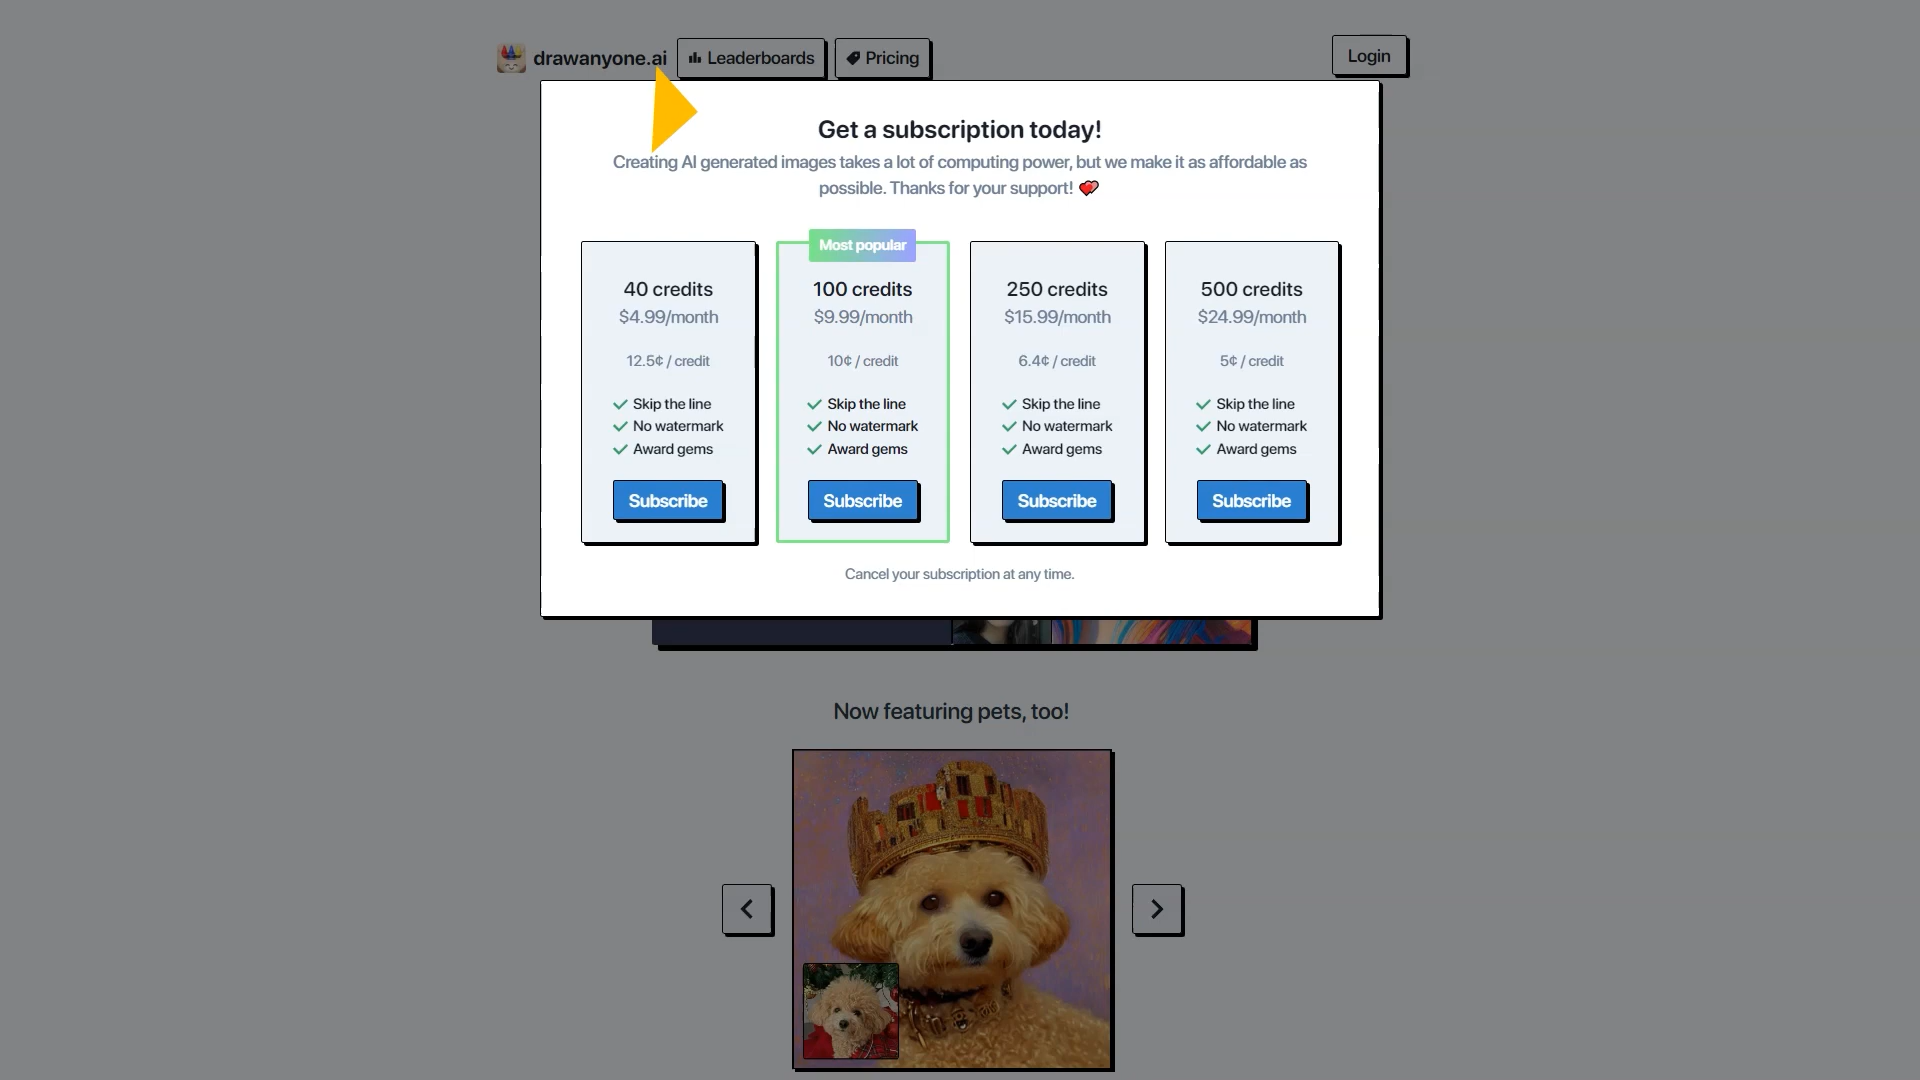 drawanyone.ai Leaderboards Pricing Login
Get a subscription today!
Creating AI generated images takes a lot of computing power, but we make it as affordable as
possible. Thanks for your support! 💕
40 credits
$4.99/month
12.5¢ / credit
Skip the line
No watermark
Award gems
Subscribe
Most popular
100 credits
$9.99/month
10¢ / credit
Skip the line
No watermark
Award gems
Subscribe
250 credits
$15.99/month
6.4¢ / credit
Skip the line
No watermark
Award gems
Subscribe
500 credits
$24.99/month
5¢ / credit
Skip the line
No watermark
Award gems
Subscribe
Cancel your subscription at any time.
Now featuring pets, too!